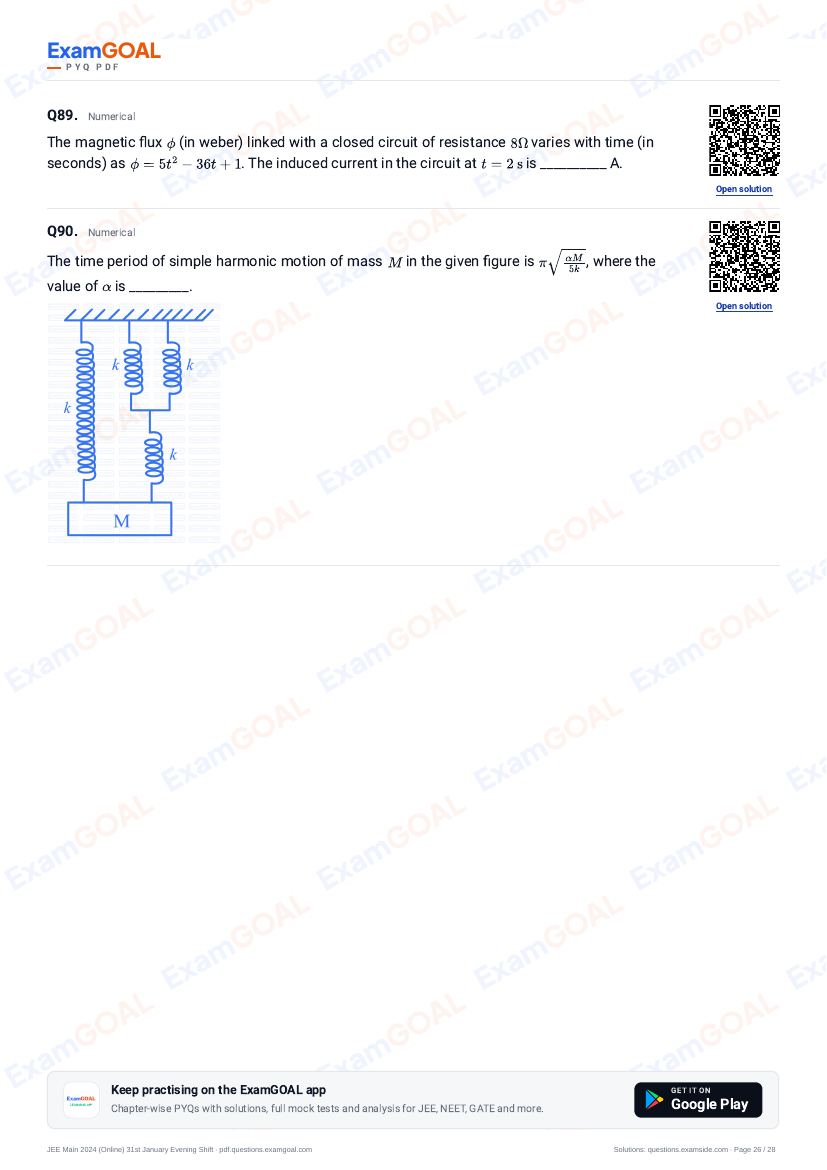 ExamGOAL
PYQ PDF
Q89. Numerical
The magnetic flux ϕ (in weber) linked with a closed circuit of resistance 8Ω varies with time (in
seconds) as ϕ = 5t² − 36t + 1. The induced current in the circuit at t = 2 s is __________ A.
Open solution
Q90. Numerical
The time period of simple harmonic motion of mass M in the given figure is π√(αM/5k), where the
value of α is _________.
Open solution
k
k
k
k
M
Keep practising on the ExamGOAL app
Chapter-wise PYQs with solutions, full mock tests and analysis for JEE, NEET, GATE and more.
GET IT ON
Google Play
JEE Main 2024 (Online) 31st January Evening Shift · pdf.questions.examgoal.com
Solutions: questions.examside.com · Page 26 / 28